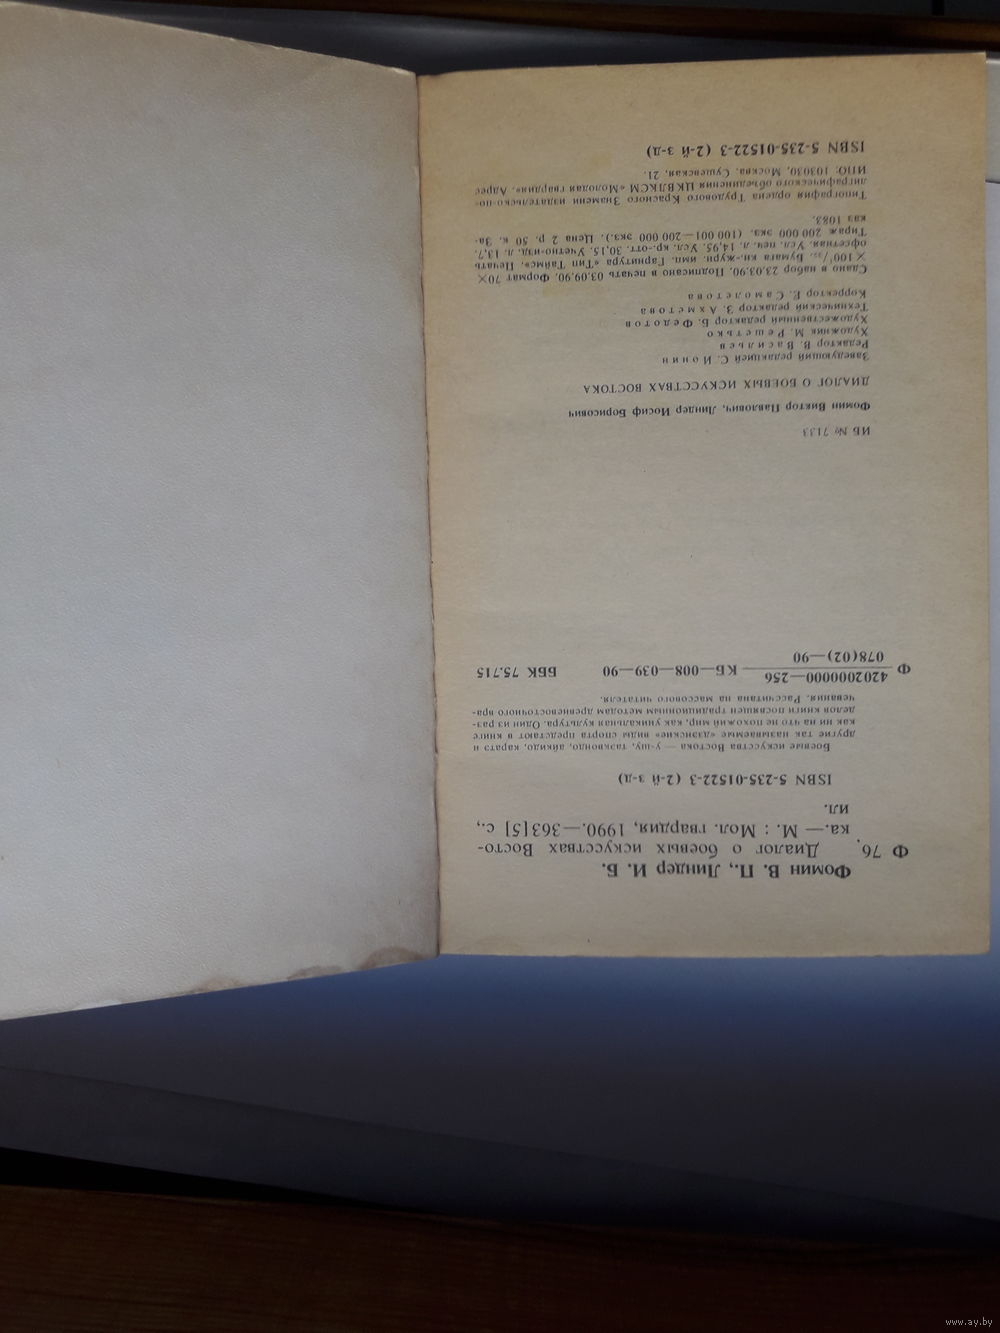 Фомин В. П., Линдер И. Б.
Ф 76. Диалог о боевых искусствах Восто-
ка.— М. : Мол. гвардия, 1990.—363[5] с.,
ил.
ISBN 5-235-01522-3 (2-й з-д)
Боевые искусства Востока — у-шу, таэквондо, айкидо, каратэ и
другие так называемые «дзэнские» виды спорта предстают в книге
как ни на что не похожий мир, как уникальная культура. Один из раз-
делов книги посвящен традиционным методам древневосточного вра-
чевания. Рассчитана на массового читателя.
Ф 4202000000—256 КБ—008—039—90 ББК 75.715
078(02)—90
ИБ № 7133
Фомин Виктор Павлович, Линдер Иосиф Борисович
ДИАЛОГ О БОЕВЫХ ИСКУССТВАХ ВОСТОКА
Заведующий редакцией С. Ионин
Редактор В. Васильев
Художник М. Решетько
Художественный редактор Б. Федотов
Технический редактор З. Ахметова
Корректор Е. Самолетова
Сдано в набор 23.03.90. Подписано в печать 03.09.90. Формат 70×
×100¹/₃₂. Бумага кн.-журн. имп. Гарнитура «Тип Таймс». Печать
офсетная. Усл. печ. л. 14,95. Усл. кр.-отт. 30,15. Учетно-изд. л. 13,7.
Тираж 200 000 экз. (100 001—200 000 экз.). Цена 2 р. 50 к. За-
каз 1083.
Типография ордена Трудового Красного Знамени издательско-по-
лиграфического объединения ЦК ВЛКСМ «Молодая гвардия». Адрес
ИПО: 103030, Москва, Сущевская, 21.
ISBN 5-235-01522-3 (2-й з-д)
www.ay.by